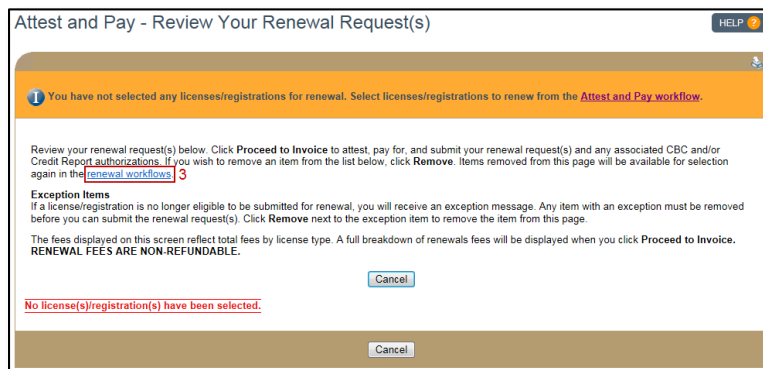 Attest and Pay - Review Your Renewal Request(s)
HELP ?
You have not selected any licenses/registrations for renewal. Select licenses/registrations to renew from the Attest and Pay workflow.
Review your renewal request(s) below. Click Proceed to Invoice to attest, pay for, and submit your renewal request(s) and any associated CBC and/or
Credit Report authorizations. If you wish to remove an item from the list below, click Remove. Items removed from this page will be available for selection
again in the renewal workflows. 3
Exception Items
If a license/registration is no longer eligible to be submitted for renewal, you will receive an exception message. Any item with an exception must be removed
before you can submit the renewal request(s). Click Remove next to the exception item to remove the item from this page.
The fees displayed on this screen reflect total fees by license type. A full breakdown of renewals fees will be displayed when you click Proceed to Invoice.
RENEWAL FEES ARE NON-REFUNDABLE.
Cancel
No license(s)/registration(s) have been selected.
Cancel